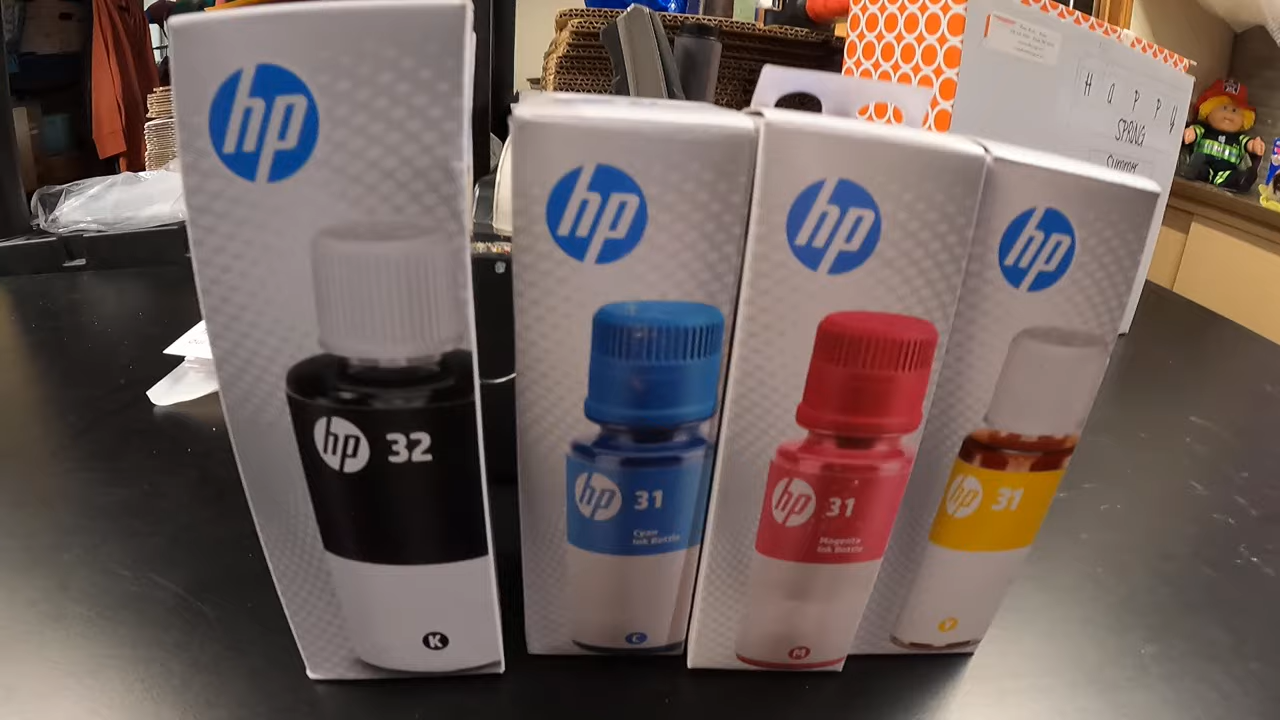 hp
hp 32
K
hp
hp 31
Cyan
Ink Bottle
C
hp
hp 31
Magenta
Ink Bottle
M
hp
hp 31
Y
HAPPY
SPRING
Summer